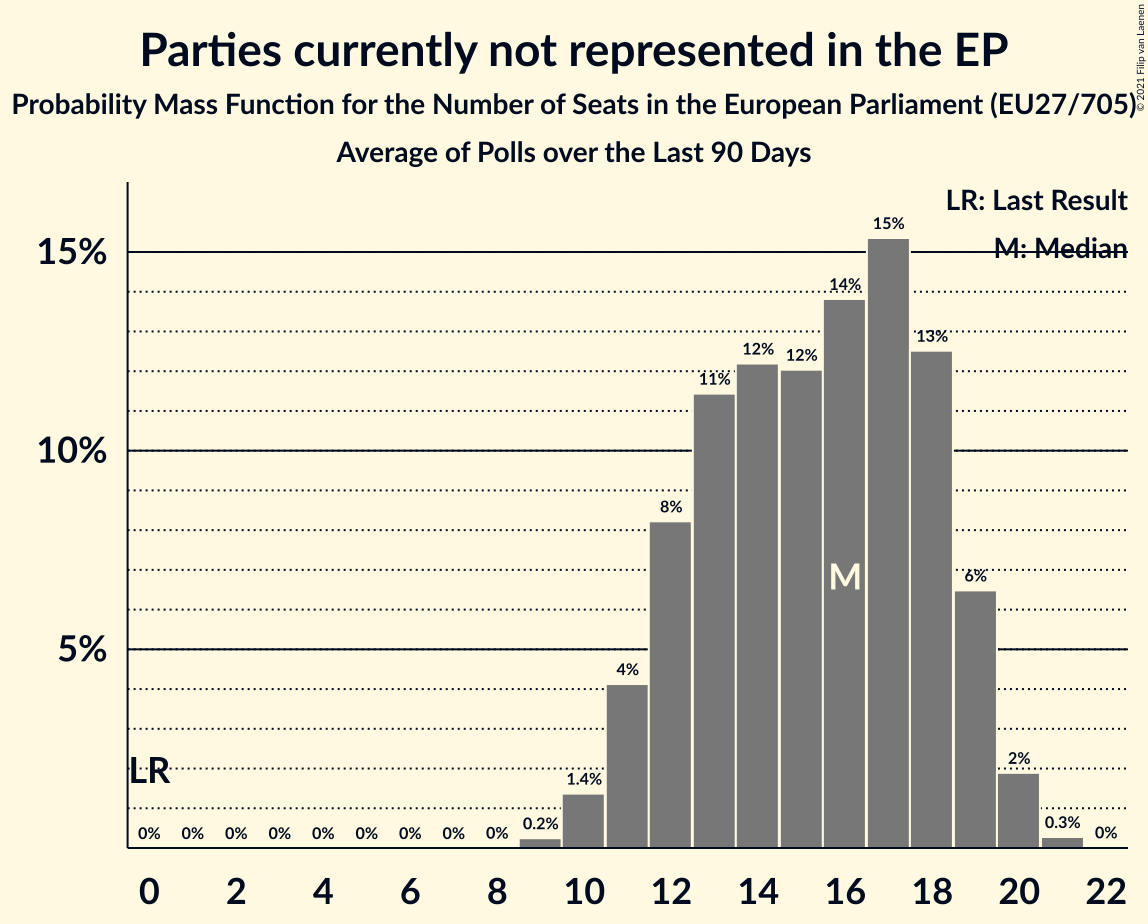 Parties currently not represented in the EP
Probability Mass Function for the Number of Seats in the European Parliament (EU27/705)
Average of Polls over the Last 90 Days
© 2021 Filip van Laenen
LR: Last Result
M: Median
15%
10%
5%
15%
14%
13%
12%
12%
11%
8%
6%
4%
2%
1.4%
0.2%
0.3%
0%
0% 0% 0% 0% 0% 0% 0% 0% 0%
M
LR
0 2 4 6 8 10 12 14 16 18 20 22